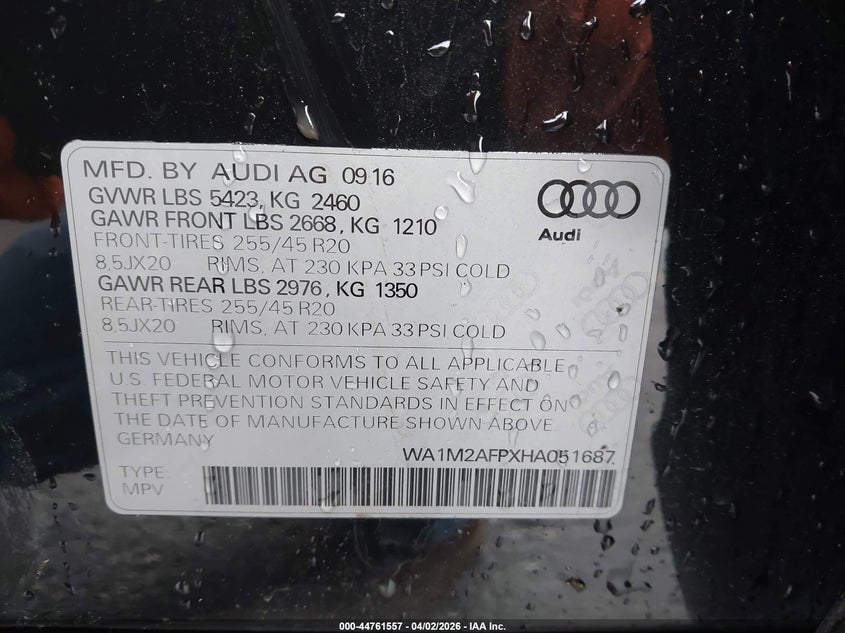 MFD. BY AUDI AG 09.16
GVWR LBS 5423, KG 2460
GAWR FRONT LBS 2668, KG 1210
FRONT-TIRES 255/45 R20
8,5JX20 RIMS, AT 230 KPA 33 PSI COLD
GAWR REAR LBS 2976, KG 1350
REAR-TIRES 255/45 R20
8,5JX20 RIMS, AT 230 KPA 33 PSI COLD
Audi
THIS VEHICLE CONFORMS TO ALL APPLICABLE
U.S. FEDERAL MOTOR VEHICLE SAFETY AND
THEFT PREVENTION STANDARDS IN EFFECT ON
THE DATE OF MANUFACTURE SHOWN ABOVE
GERMANY
WA1M2AFPXHA051687
TYPE:
MPV
000-44761557 - 04/02/2026 - IAA Inc.